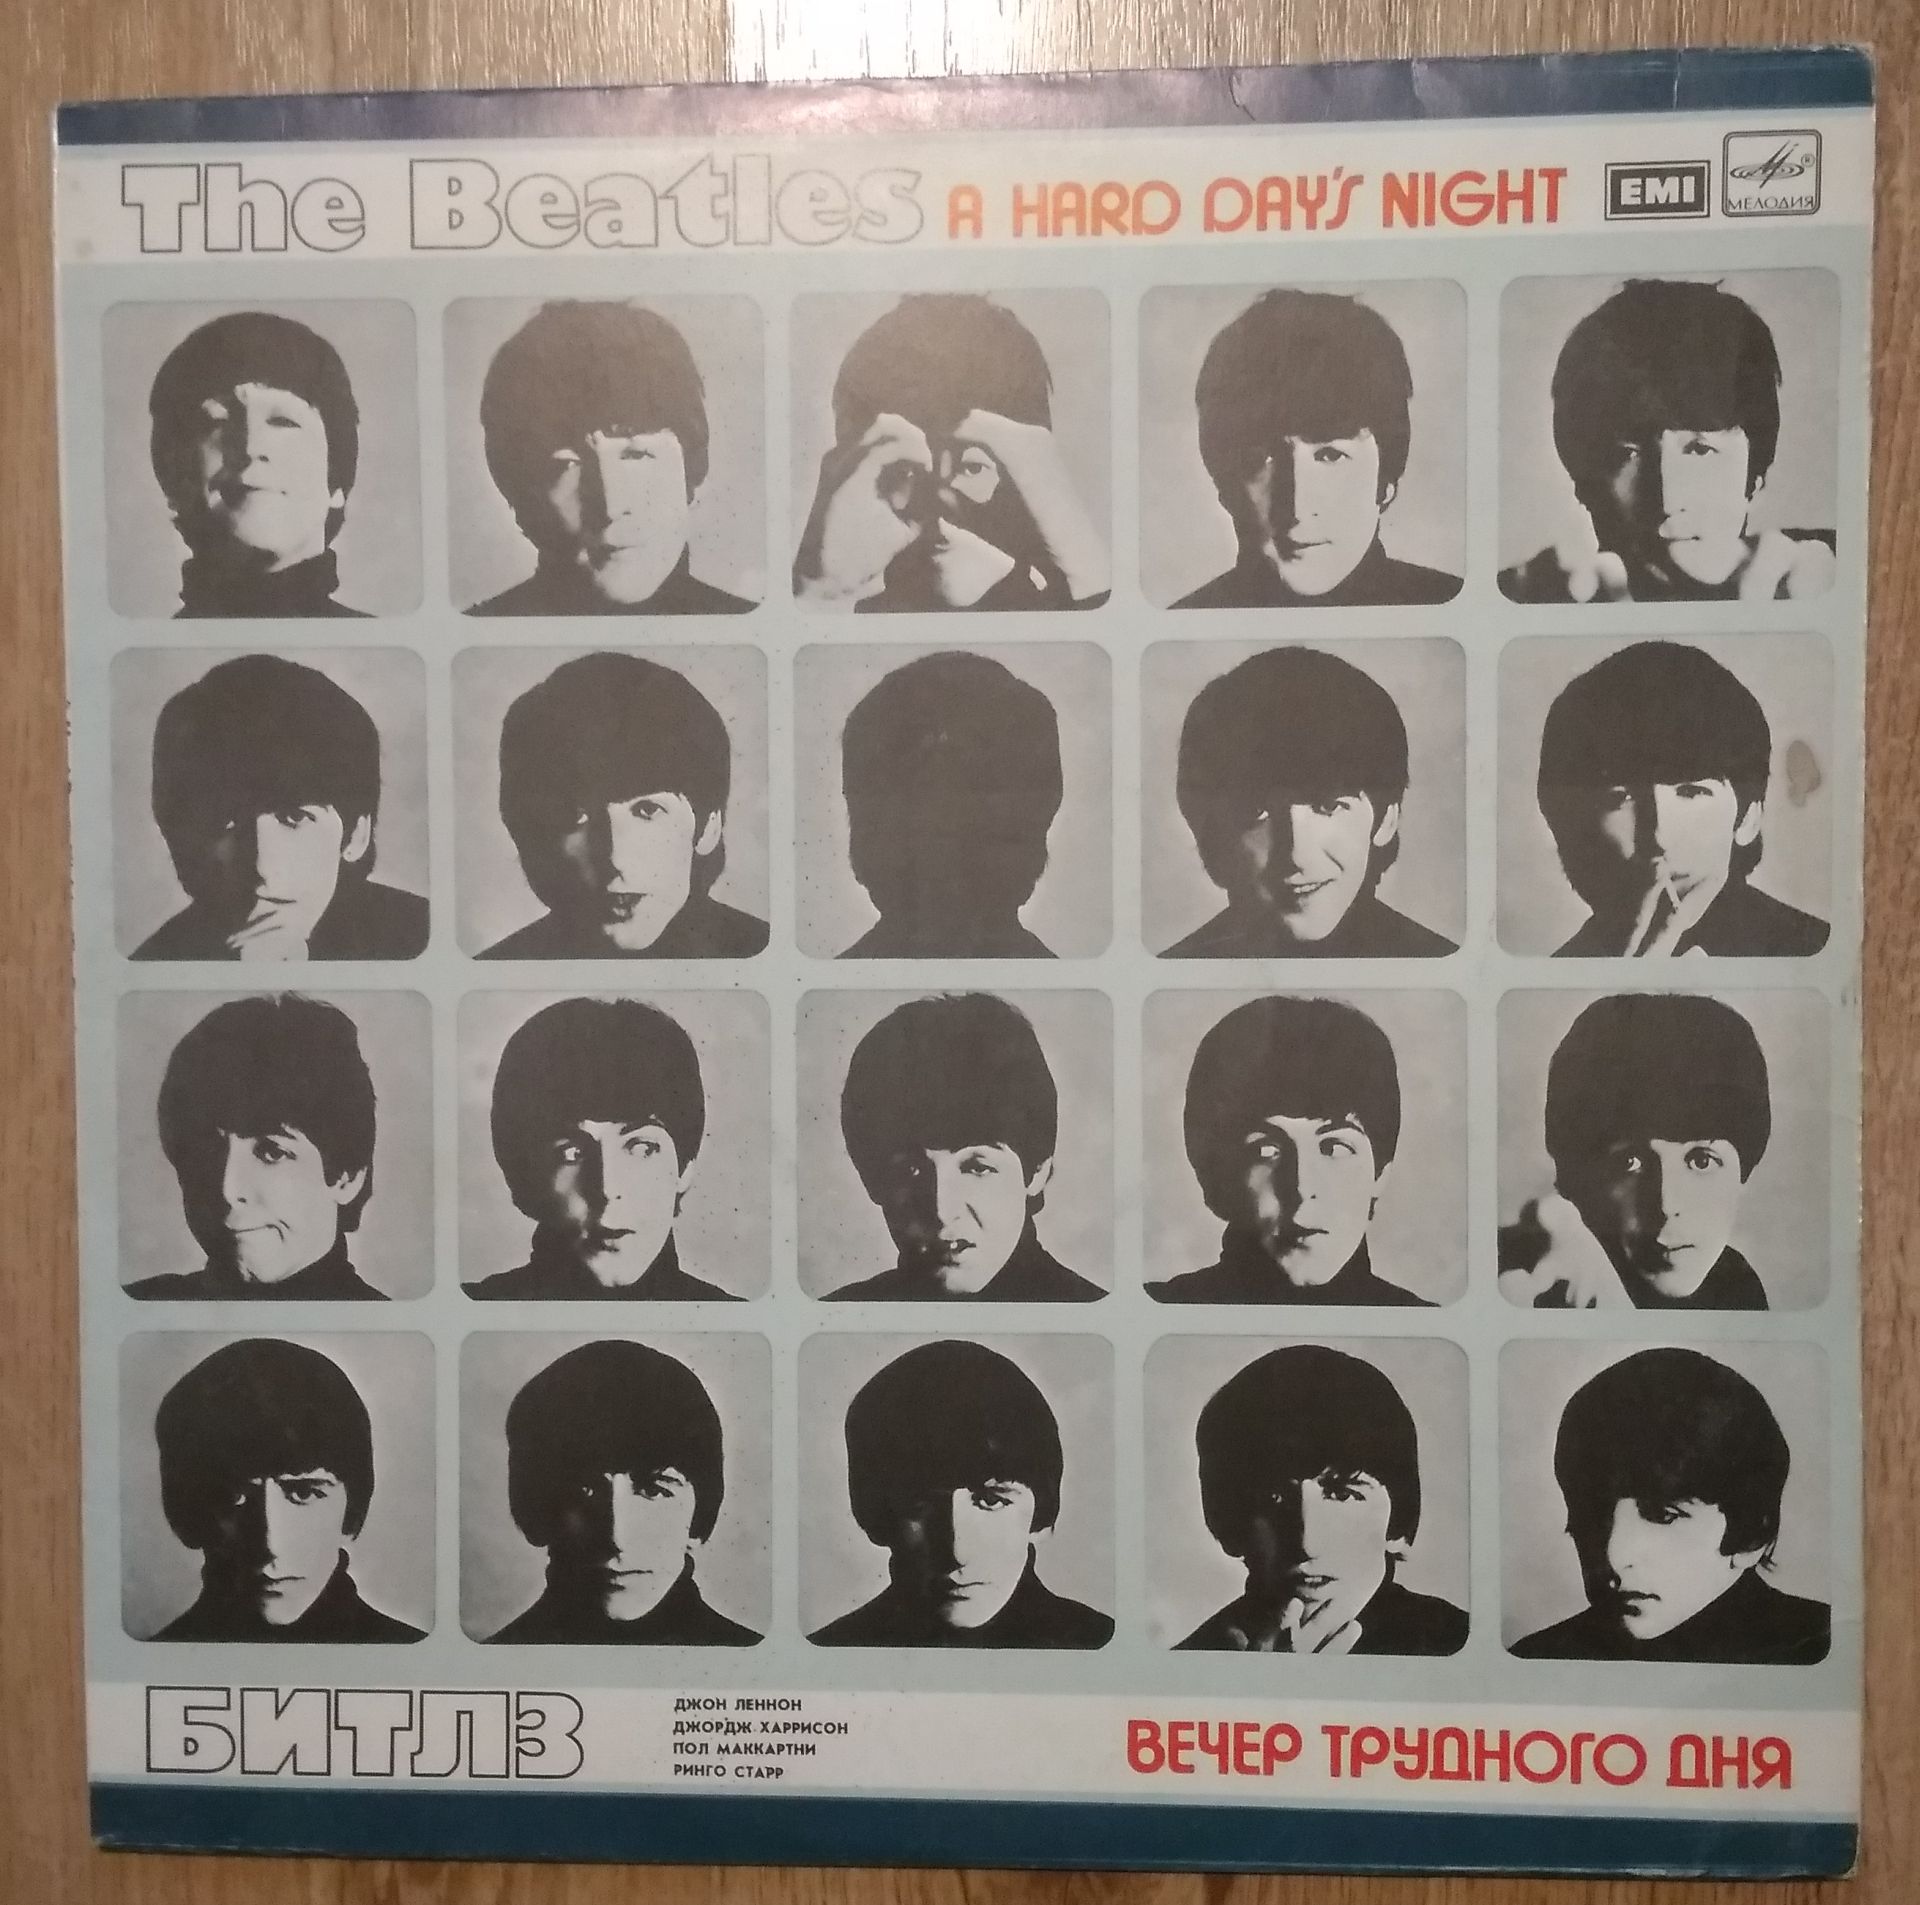 The Beatles A HARD DAY'S NIGHT EMI МЕЛОДИЯ ®
БИТЛЗ
ДЖОН ЛЕННОН
ДЖОРДЖ ХАРРИСОН
ПОЛ МАККАРТНИ
РИНГО СТАРР
ВЕЧЕР ТРУДНОГО ДНЯ